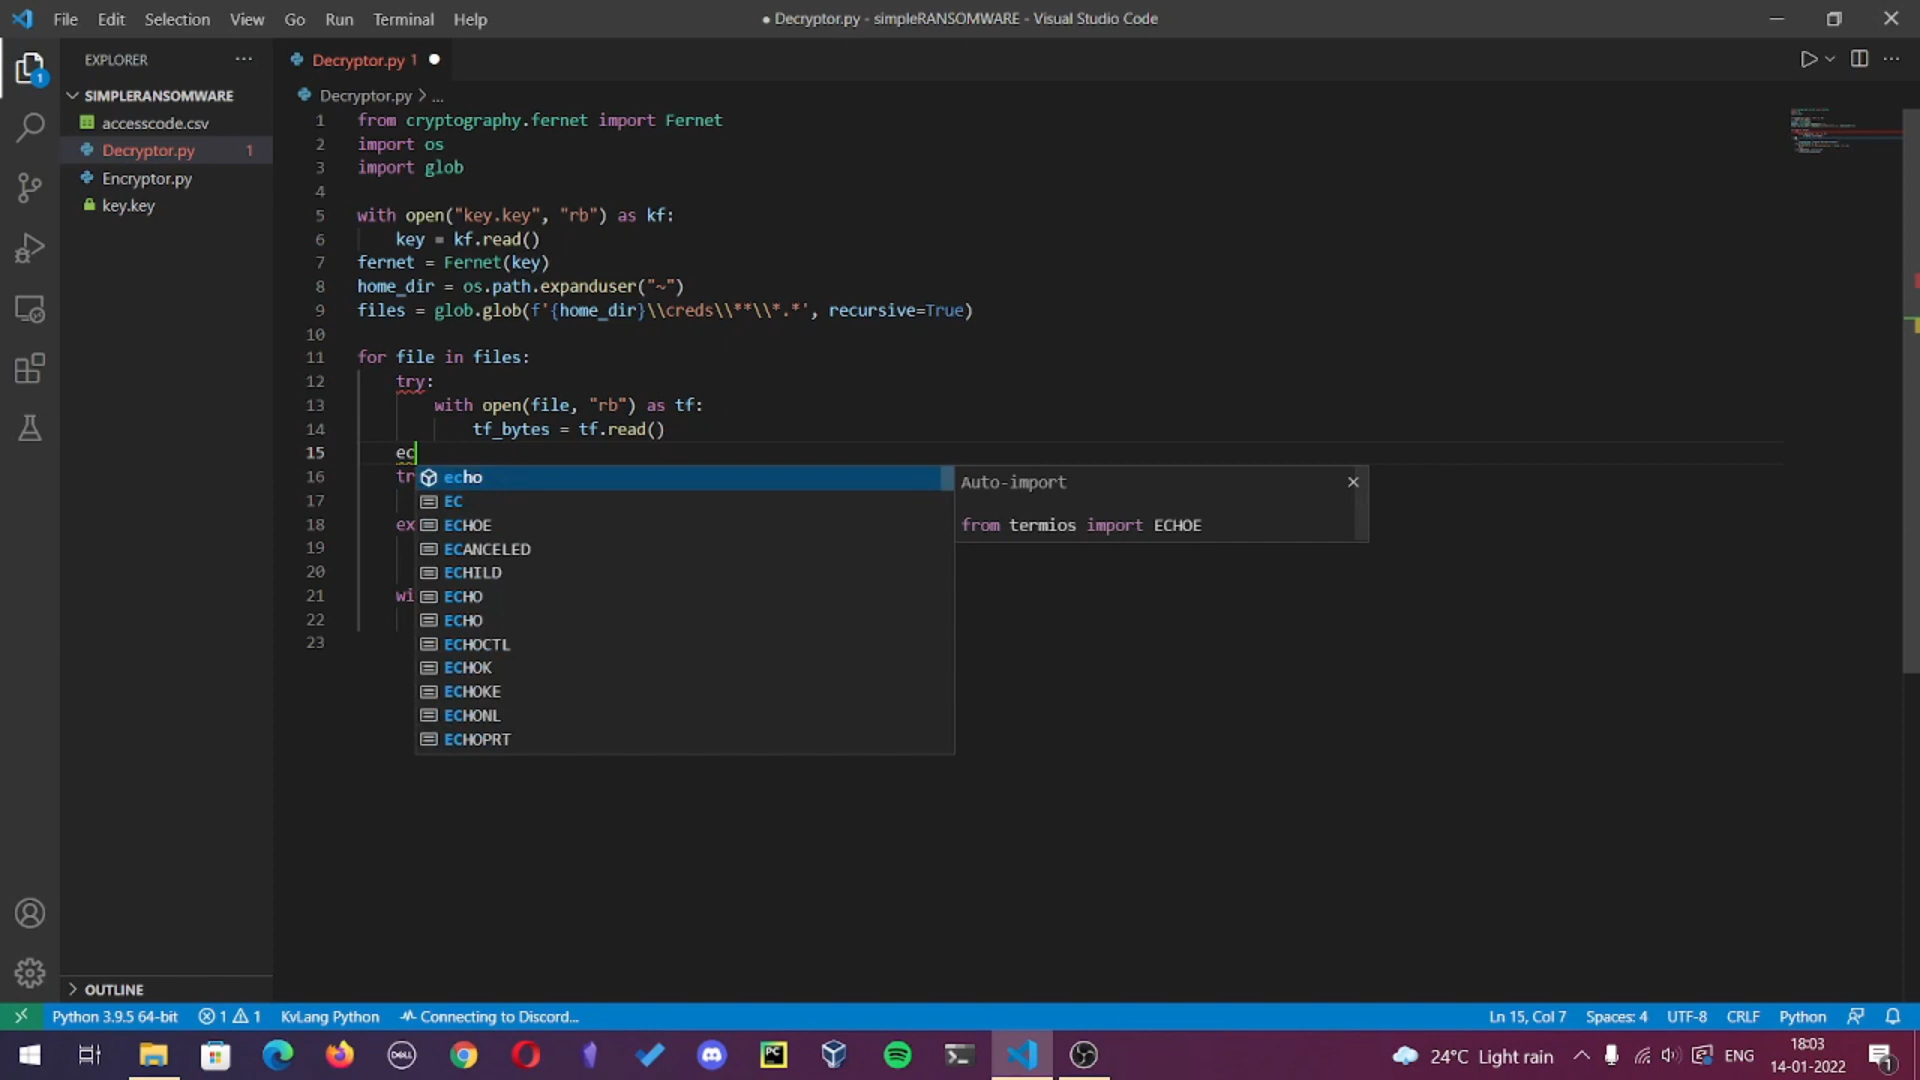 File Edit Selection View Go Run Terminal Help
● Decryptor.py - simpleRANSOMWARE - Visual Studio Code
EXPLORER
SIMPLERANSOMWARE
accesscode.csv
Decryptor.py 1
Encryptor.py
key.key
OUTLINE
1
Decryptor.py 1
Decryptor.py > ...
1 from cryptography.fernet import Fernet
2 import os
3 import glob
4
5 with open("key.key", "rb") as kf:
6 key = kf.read()
7 fernet = Fernet(key)
8 home_dir = os.path.expanduser("~")
9 files = glob.glob(f'{home_dir}\\creds\\**\\*.*', recursive=True)
10
11 for file in files:
12 try:
13 with open(file, "rb") as tf:
14 tf_bytes = tf.read()
15 ec
16 tr
17
18 ex
19
20
21 wi
22
23
echo
EC
ECHOE
ECANCELED
ECHILD
ECHO
ECHO
ECHOCTL
ECHOK
ECHOKE
ECHONL
ECHOPRT
Auto-import
from termios import ECHOE
Python 3.9.5 64-bit 1 1 KvLang Python Connecting to Discord...
Ln 15, Col 7 Spaces: 4 UTF-8 CRLF Python
DELL
PC
24°C Light rain
ENG
18:03
14-01-2022
1